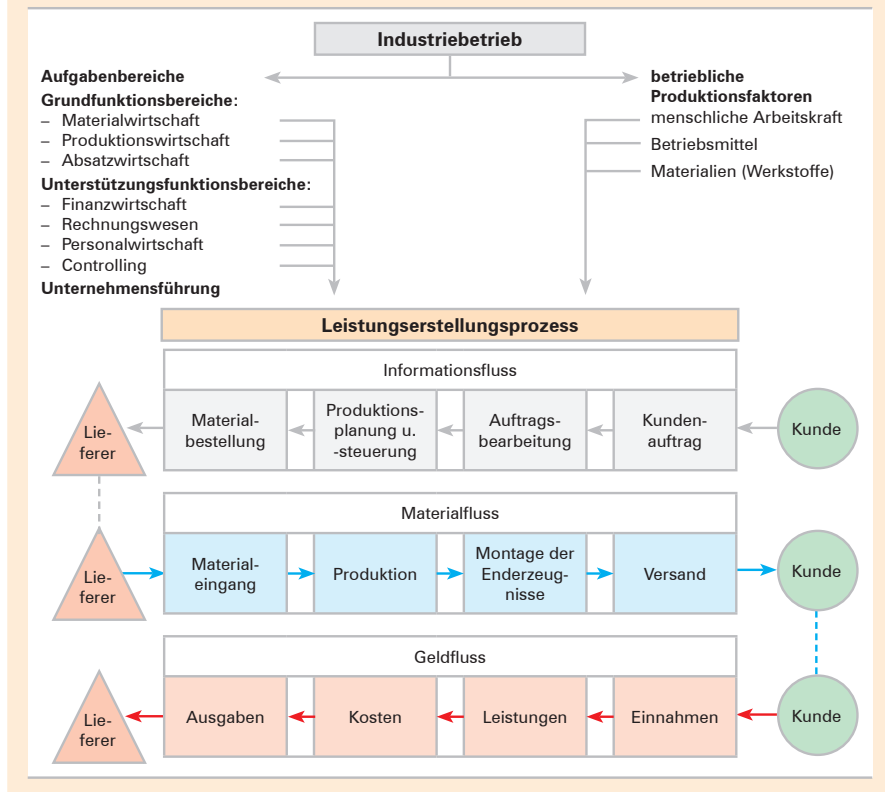 Industriebetrieb
Aufgabenbereiche
Grundfunktionsbereiche:
– Materialwirtschaft
– Produktionswirtschaft
– Absatzwirtschaft
Unterstützungsfunktionsbereiche:
– Finanzwirtschaft
– Rechnungswesen
– Personalwirtschaft
– Controlling
Unternehmensführung
betriebliche
Produktionsfaktoren
menschliche Arbeitskraft
Betriebsmittel
Materialien (Werkstoffe)
Leistungserstellungsprozess
Informationsfluss
Lie-
ferer
Material-
bestellung
Produktions-
planung u.
-steuerung
Auftrags-
bearbeitung
Kunden-
auftrag
Kunde
Materialfluss
Lie-
ferer
Material-
eingang
Produktion
Montage der
Enderzeug-
nisse
Versand
Kunde
Geldfluss
Lie-
ferer
Ausgaben
Kosten
Leistungen
Einnahmen
Kunde